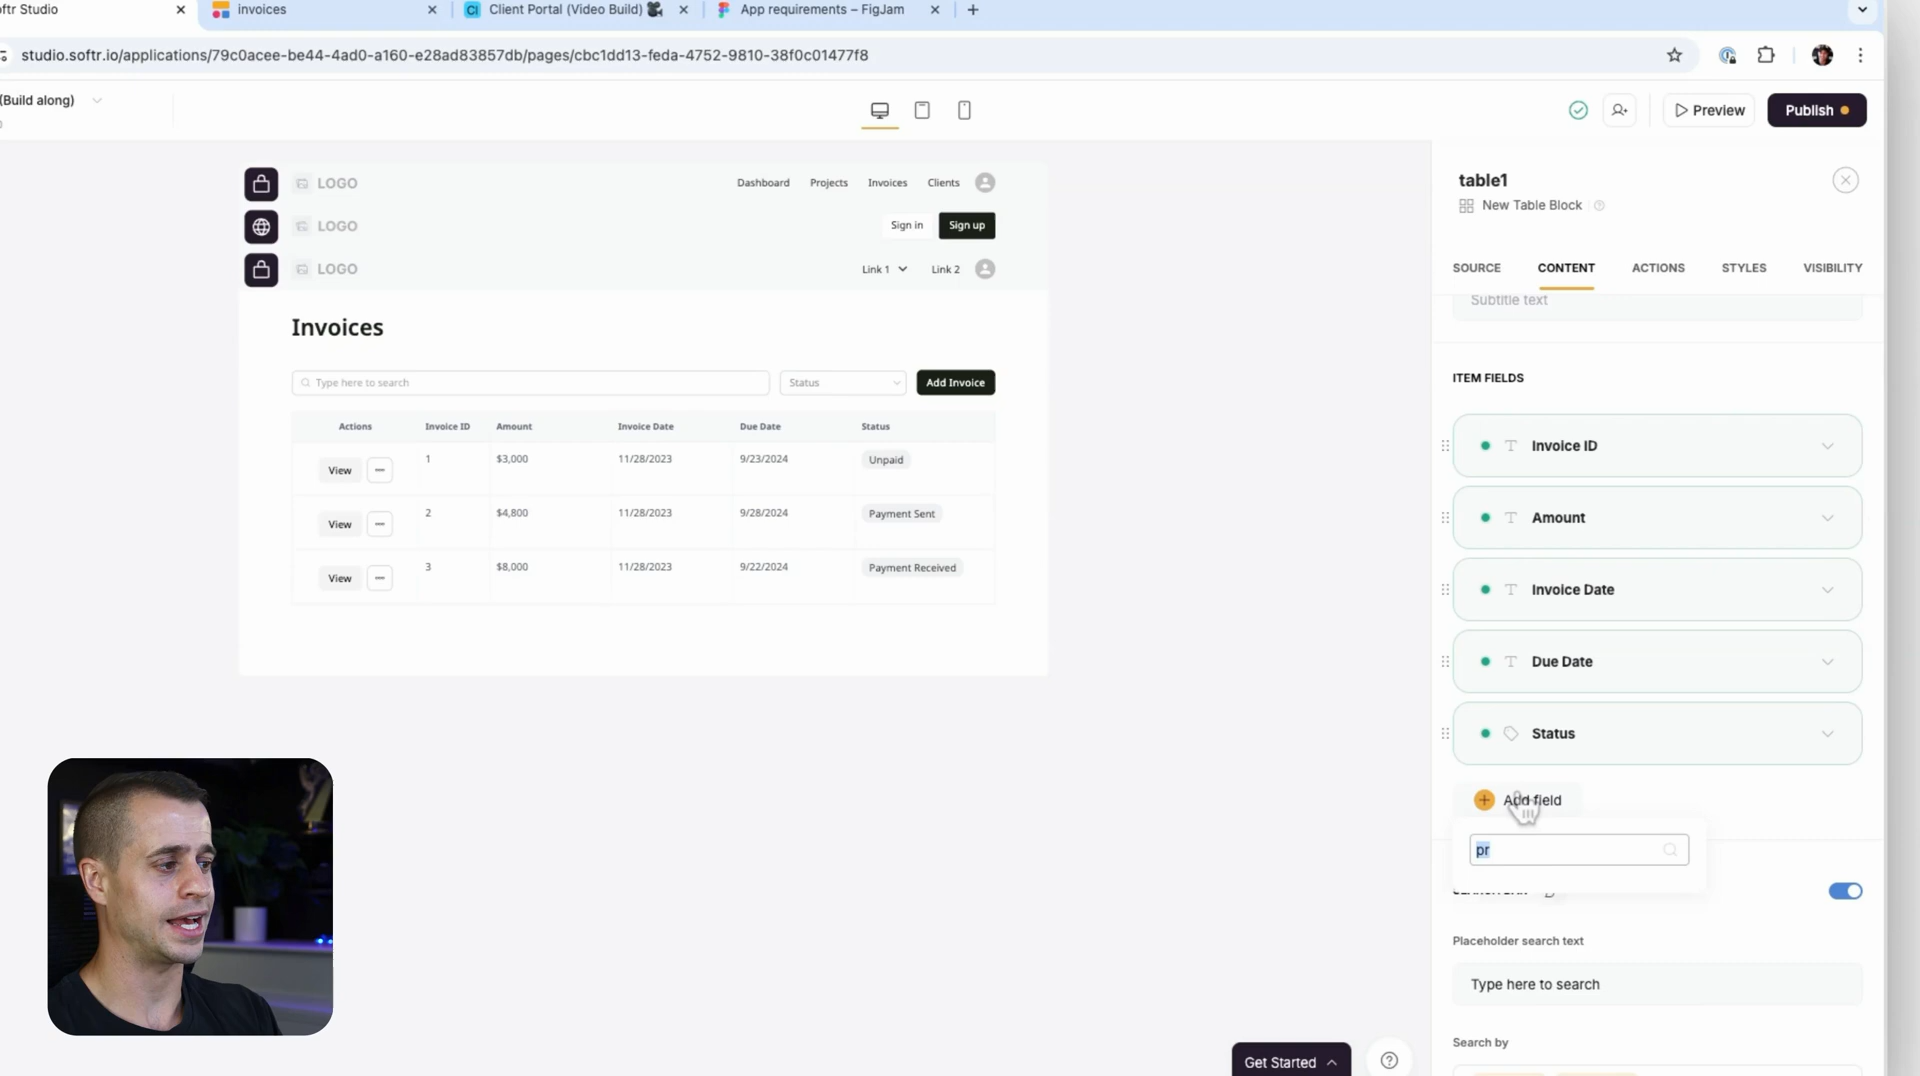 oftr Studio
invoices
Client Portal (Video Build)
App requirements – FigJam
studio.softr.io/applications/79c0acee-be44-4ad0-a160-e28ad83857db/pages/cbc1dd13-feda-4752-9810-38f0c01477f8
(Build along)
Preview
Publish
LOGO
Dashboard Projects Invoices Clients
LOGO
Sign in Sign up
LOGO
Link 1 Link 2
Invoices
Type here to search
Status
Add Invoice
Actions Invoice ID Amount Invoice Date Due Date Status
View 1 $3,000 11/28/2023 9/23/2024 Unpaid
View 2 $4,800 11/28/2023 9/28/2024 Payment Sent
View 3 $8,000 11/28/2023 9/22/2024 Payment Received
table1
New Table Block
SOURCE CONTENT ACTIONS STYLES VISIBILITY
Subtitle text
ITEM FIELDS
Invoice ID
Amount
Invoice Date
Due Date
Status
Add field
pr
Placeholder search text
Type here to search
Search by
Get Started